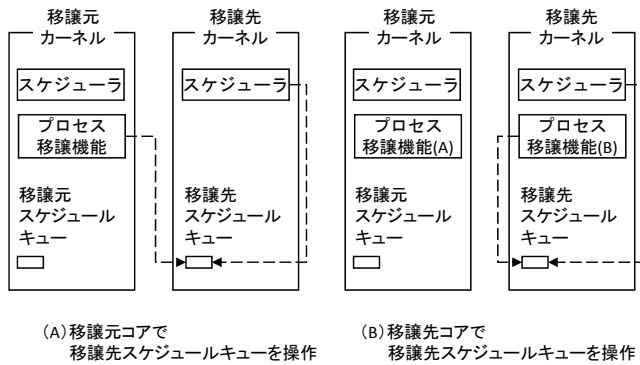 移譲元
カーネル
スケジューラ
プロセス
移譲機能
移譲元
スケジュール
キュー
移譲先
カーネル
スケジューラ
移譲先
スケジュール
キュー
移譲元
カーネル
スケジューラ
プロセス
移譲機能(A)
移譲元
スケジュール
キュー
移譲先
カーネル
スケジューラ
プロセス
移譲機能(B)
移譲先
スケジュール
キュー
(A)移譲元コアで
移譲先スケジュールキューを操作
(B)移譲先コアで
移譲先スケジュールキューを操作